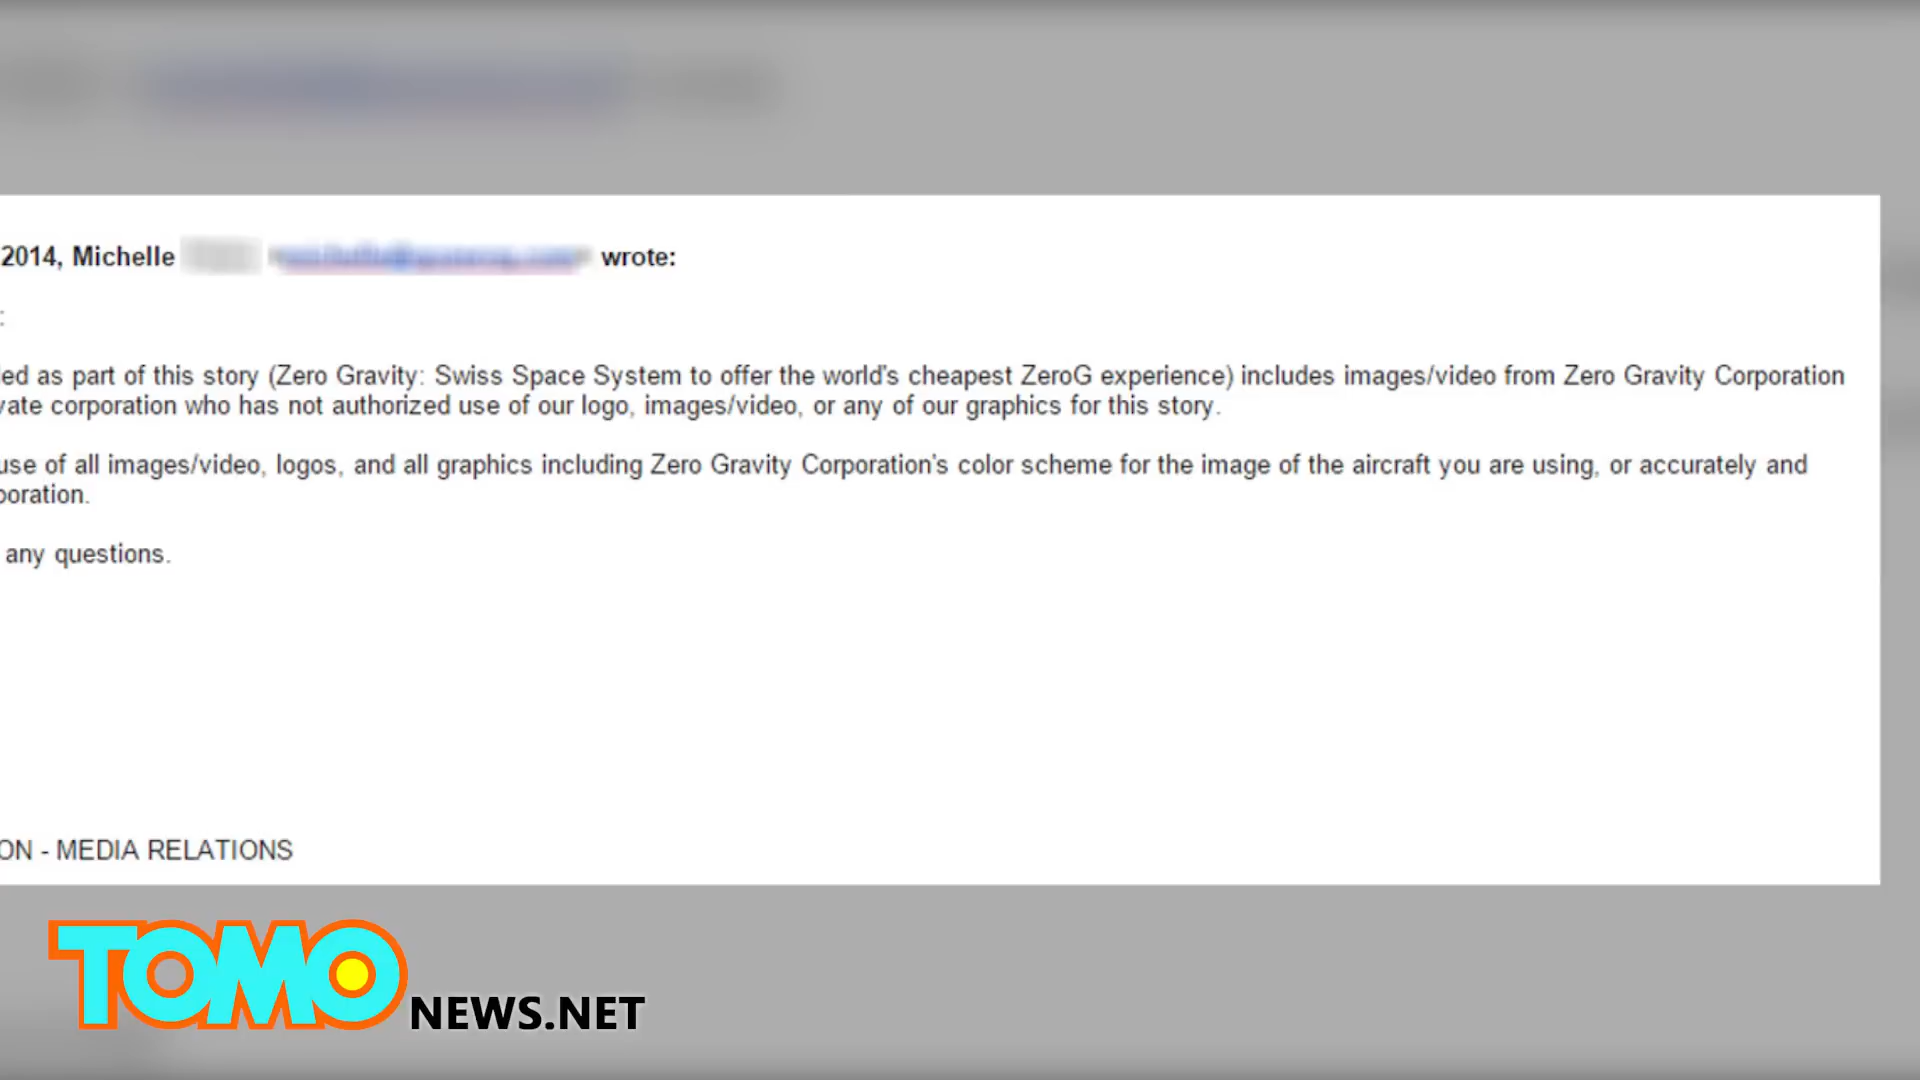 2014, Michelle wrote:
:
ed as part of this story (Zero Gravity: Swiss Space System to offer the world's cheapest ZeroG experience) includes images/video from Zero Gravity Corporation
vate corporation who has not authorized use of our logo, images/video, or any of our graphics for this story.
use of all images/video, logos, and all graphics including Zero Gravity Corporation's color scheme for the image of the aircraft you are using, or accurately and
poration.
any questions.
ON - MEDIA RELATIONS
TOMO
NEWS.NET